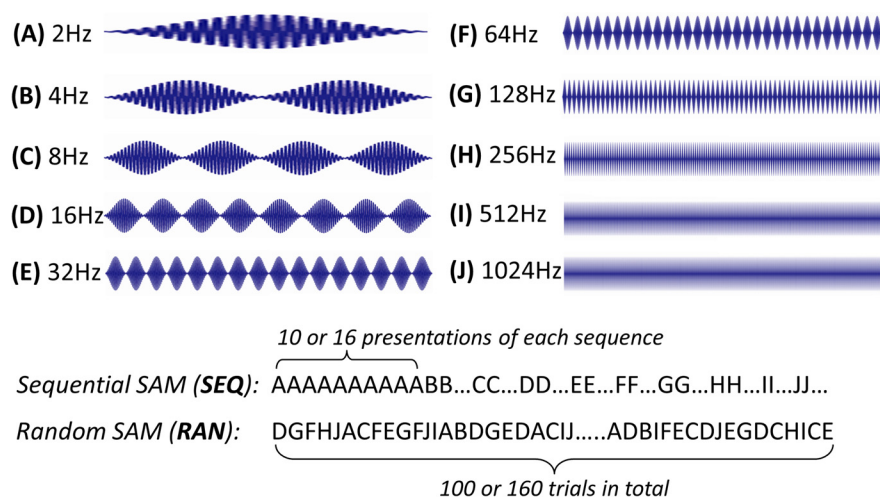 (A) 2Hz
(B) 4Hz
(C) 8Hz
(D) 16Hz
(E) 32Hz
(F) 64Hz
(G) 128Hz
(H) 256Hz
(I) 512Hz
(J) 1024Hz
10 or 16 presentations of each sequence
Sequential SAM (SEQ): AAAAAAAAAABB...CC...DD...EE...FF...GG...HH...II...JJ...
Random SAM (RAN): DGFHJACFEGFJIABDGEDACIJ.....ADBIFECDJEGDCHICE
100 or 160 trials in total